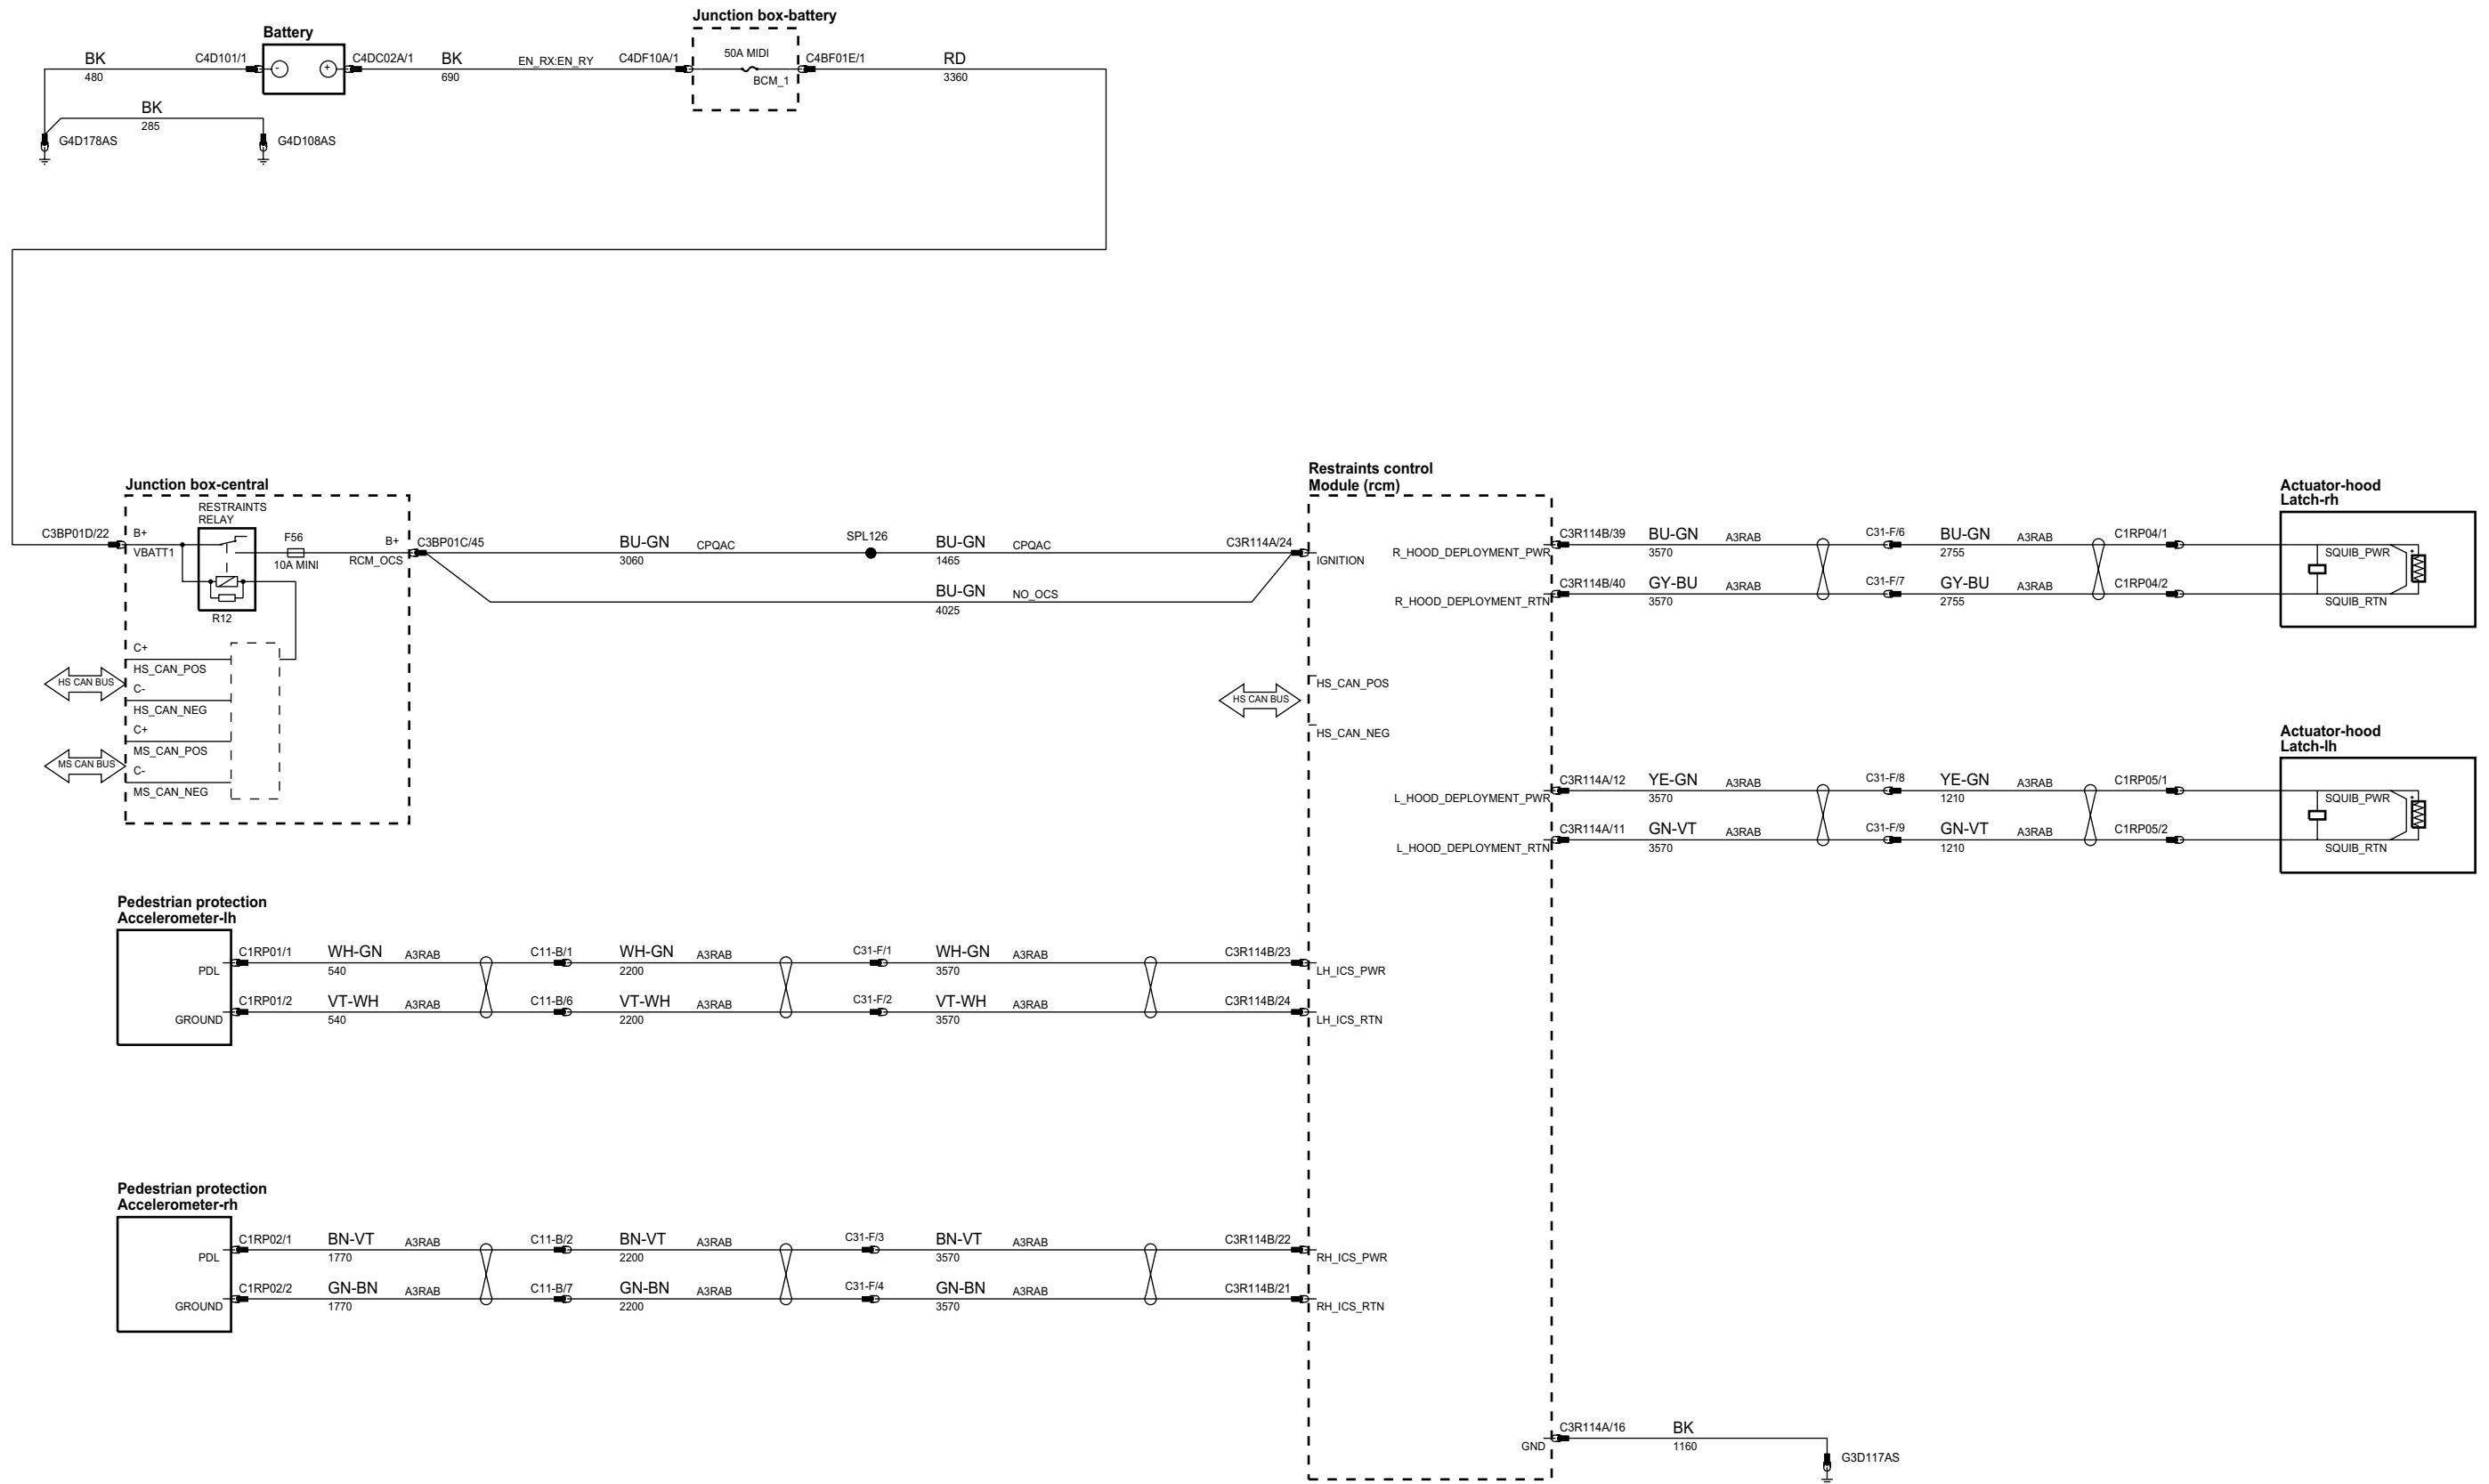 Junction box-battery
Battery
BK
480
C4D101/1
-
+
C4DC02A/1
BK
690
EN_RX:EN_RY
C4DF10A/1
50A MIDI
BCM_1
C4BF01E/1
RD
3360
BK
285
G4D178AS
G4D108AS
Junction box-central
RESTRAINTS
RELAY
C3BP01D/22
B+
VBATT1
F56
10A MINI
B+
RCM_OCS
R12
C3BP01C/45
BU-GN
3060
CPQAC
SPL126
BU-GN
1465
CPQAC
C3R114A/24
BU-GN
4025
NO_OCS
C+
HS_CAN_POS
HS CAN BUS
C-
HS_CAN_NEG
C+
MS_CAN_POS
MS CAN BUS
C-
MS_CAN_NEG
Restraints control
Module (rcm)
IGNITION
R_HOOD_DEPLOYMENT_PWR
R_HOOD_DEPLOYMENT_RTN
HS CAN BUS
HS_CAN_POS
HS_CAN_NEG
L_HOOD_DEPLOYMENT_PWR
L_HOOD_DEPLOYMENT_RTN
C3R114B/39
BU-GN
3570
A3RAB
C31-F/6
BU-GN
2755
A3RAB
C1RP04/1
C3R114B/40
GY-BU
3570
A3RAB
C31-F/7
GY-BU
2755
A3RAB
C1RP04/2
Actuator-hood
Latch-rh
SQUIB_PWR
SQUIB_RTN
C3R114A/12
YE-GN
3570
A3RAB
C31-F/8
YE-GN
1210
A3RAB
C1RP05/1
C3R114A/11
GN-VT
3570
A3RAB
C31-F/9
GN-VT
1210
A3RAB
C1RP05/2
Actuator-hood
Latch-lh
SQUIB_PWR
SQUIB_RTN
Pedestrian protection
Accelerometer-lh
PDL
C1RP01/1
WH-GN
540
A3RAB
C11-B/1
WH-GN
2200
A3RAB
C31-F/1
WH-GN
3570
A3RAB
C3R114B/23
LH_ICS_PWR
GROUND
C1RP01/2
VT-WH
540
A3RAB
C11-B/6
VT-WH
2200
A3RAB
C31-F/2
VT-WH
3570
A3RAB
C3R114B/24
LH_ICS_RTN
Pedestrian protection
Accelerometer-rh
PDL
C1RP02/1
BN-VT
1770
A3RAB
C11-B/2
BN-VT
2200
A3RAB
C31-F/3
BN-VT
3570
A3RAB
C3R114B/22
RH_ICS_PWR
GROUND
C1RP02/2
GN-BN
1770
A3RAB
C11-B/7
GN-BN
2200
A3RAB
C31-F/4
GN-BN
3570
A3RAB
C3R114B/21
RH_ICS_RTN
GND
C3R114A/16
BK
1160
G3D117AS